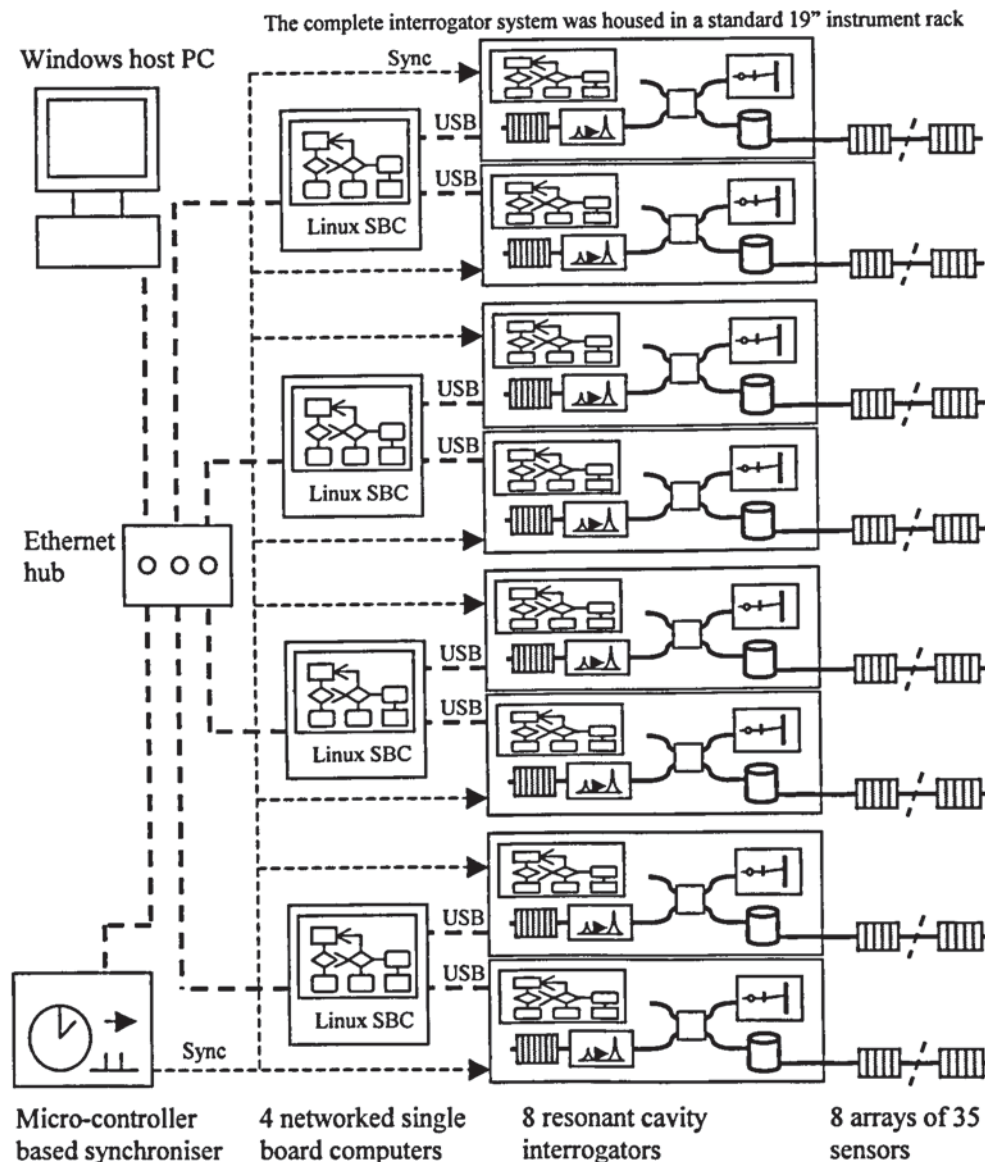 The complete interrogator system was housed in a standard 19” instrument rack
Windows host PC
Sync
USB
USB
Linux SBC
USB
USB
Linux SBC
Ethernet
hub
USB
USB
Linux SBC
USB
USB
Linux SBC
Sync
Micro-controller
based synchroniser
4 networked single
board computers
8 resonant cavity
interrogators
8 arrays of 35
sensors